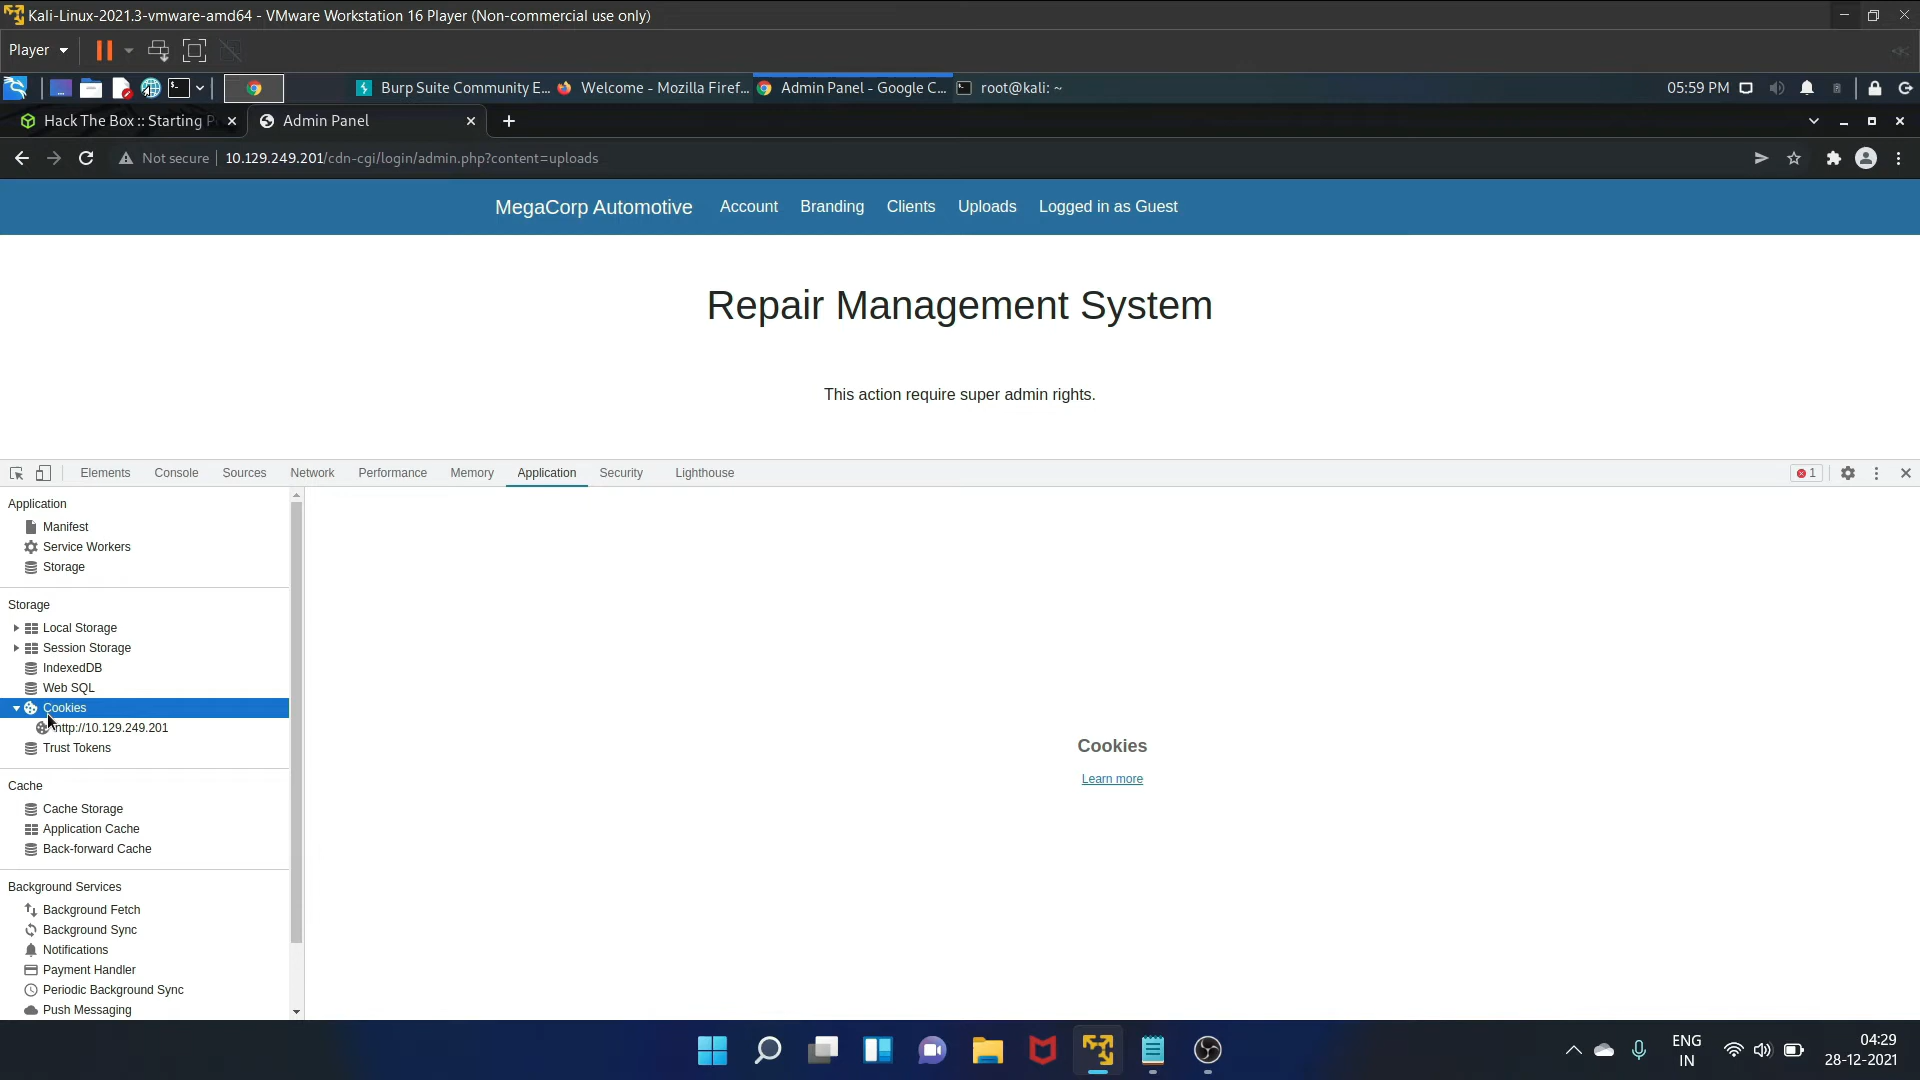 Kali-Linux-2021.3-vmware-amd64 - VMware Workstation 16 Player (Non-commercial use only)
Player
Burp Suite Community E... Welcome - Mozilla Firef... Admin Panel - Google C... root@kali: ~ 05:59 PM
Hack The Box :: Starting P Admin Panel
Not secure 10.129.249.201/cdn-cgi/login/admin.php?content=uploads
MegaCorp Automotive Account Branding Clients Uploads Logged in as Guest
Repair Management System
This action require super admin rights.
Elements Console Sources Network Performance Memory Application Security Lighthouse 1
Application
Manifest
Service Workers
Storage
Storage
Local Storage
Session Storage
IndexedDB
Web SQL
Cookies
http://10.129.249.201
Trust Tokens
Cache
Cache Storage
Application Cache
Back-forward Cache
Background Services
Background Fetch
Background Sync
Notifications
Payment Handler
Periodic Background Sync
Push Messaging
Cookies
Learn more
ENG
IN
04:29
28-12-2021